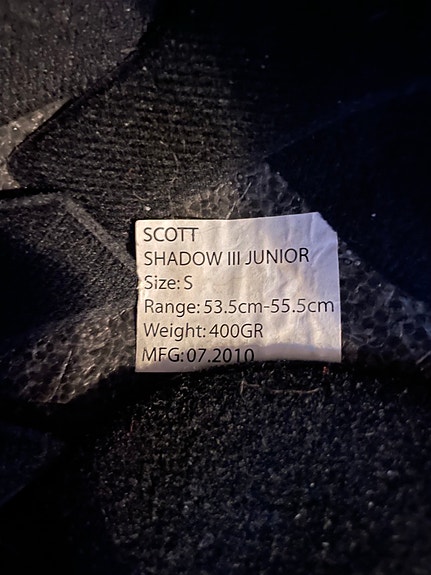 SCOTT
SHADOW III JUNIOR
Size: S
Range: 53.5cm-55.5cm
Weight: 400GR
MFG: 07.2010